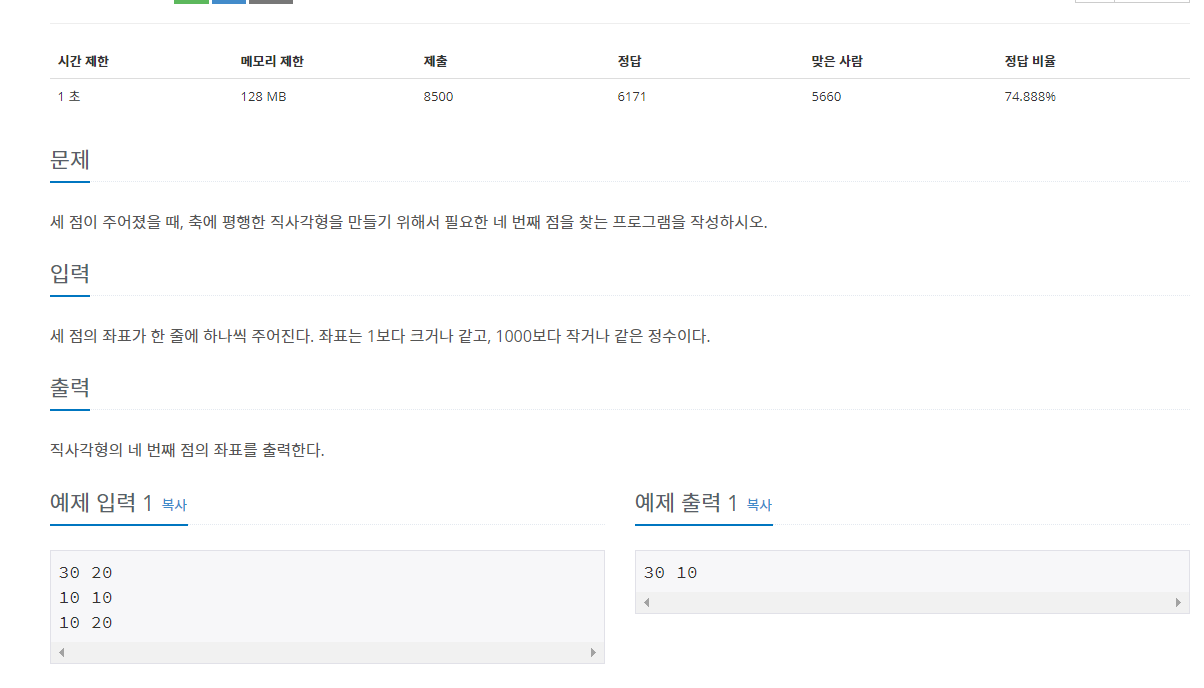 시간 제한 메모리 제한 제출 정답 맞은 사람 정답 비율
1 초 128 MB 8500 6171 5660 74.888%
문제
세 점이 주어졌을 때, 축에 평행한 직사각형을 만들기 위해서 필요한 네 번째 점을 찾는 프로그램을 작성하시오.
입력
세 점의 좌표가 한 줄에 하나씩 주어진다. 좌표는 1보다 크거나 같고, 1000보다 작거나 같은 정수이다.
출력
직사각형의 네 번째 점의 좌표를 출력한다.
예제 입력 1 복사
30 20
10 10
10 20
예제 출력 1 복사
30 10